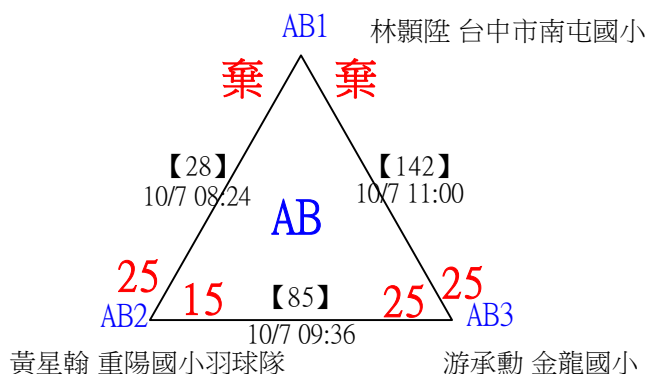 AB1 林顥陞 台中市南屯國小
棄 棄
【28】 【142】
10/7 08:24 10/7 11:00
AB
25 15 【85】 25 25
AB2 AB3
10/7 09:36
黃星翰 重陽國小羽球隊 游承勳 金龍國小